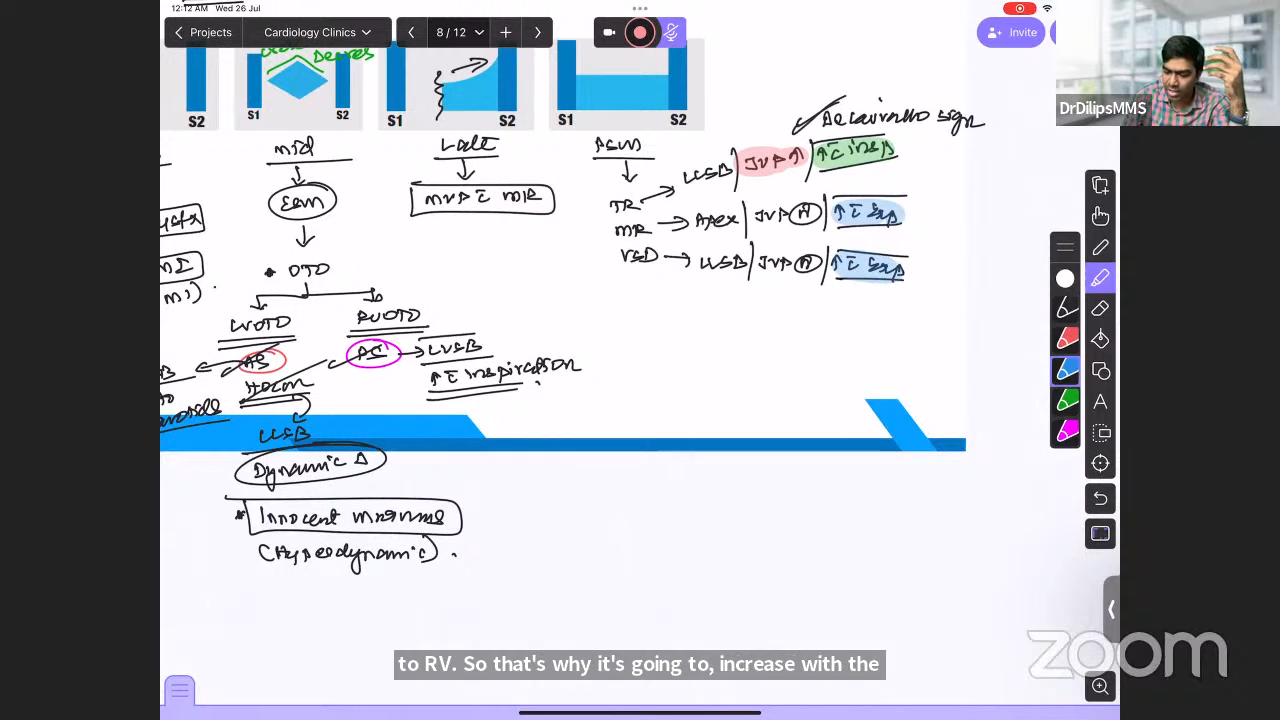 12:12 AM Wed 26 Jul
Projects
Cardiology Clinics
8 / 12
Invite
DrDilipsMMS
Decres
S2
S1
S2
S1
S2
S1
S2
mid
Late
PSM
ESM
MVP c̄ MR
sign
TR → LLSB | JVP ↑ | ↑ c̄ insp
MR → Apex | JVP (N) | ↑ c̄ Exp
VSD → LLSB | JVP (N) | ↑ c̄ Exp
* OTO
LVOTO
RVOTO
AS
PS → LUSB
↑ c̄ inspiration
HOCM
LLSB
Dynamic Δ
* Innocent murmurs
(Hyperdynamic)
to RV. So that's why it's going to, increase with the
zoom